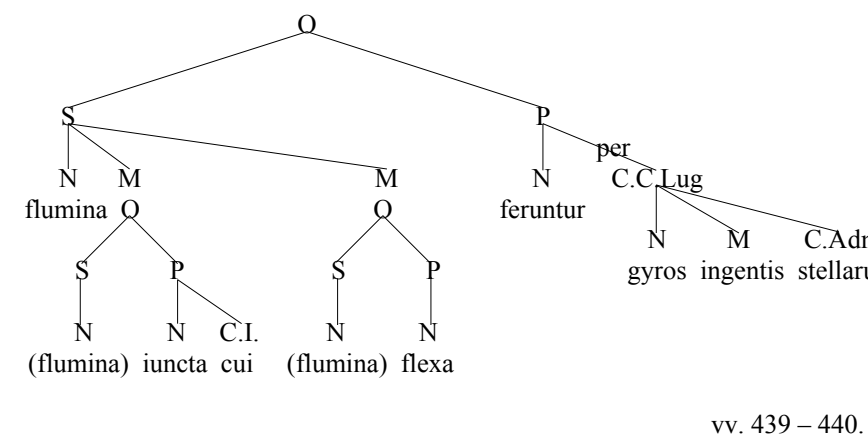 O
S P
per
N M M N C.C.Lug
flumina O O feruntur
N M C.Adn
S P S P gyros ingentis stellaru
N N C.I. N N
(flumina) iuncta cui (flumina) flexa
vv. 439 – 440.